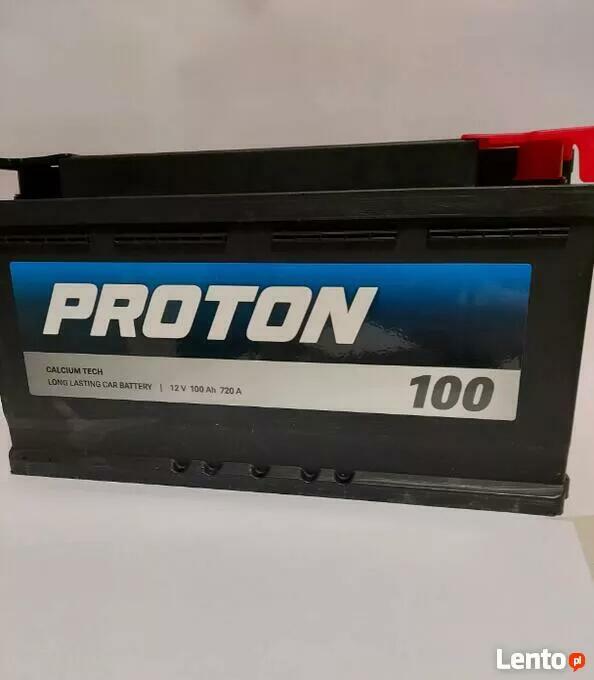 PROTON
CALCIUM TECH
LONG LASTING CAR BATTERY | 12 V 100 Ah 720 A
100
Lento.pl